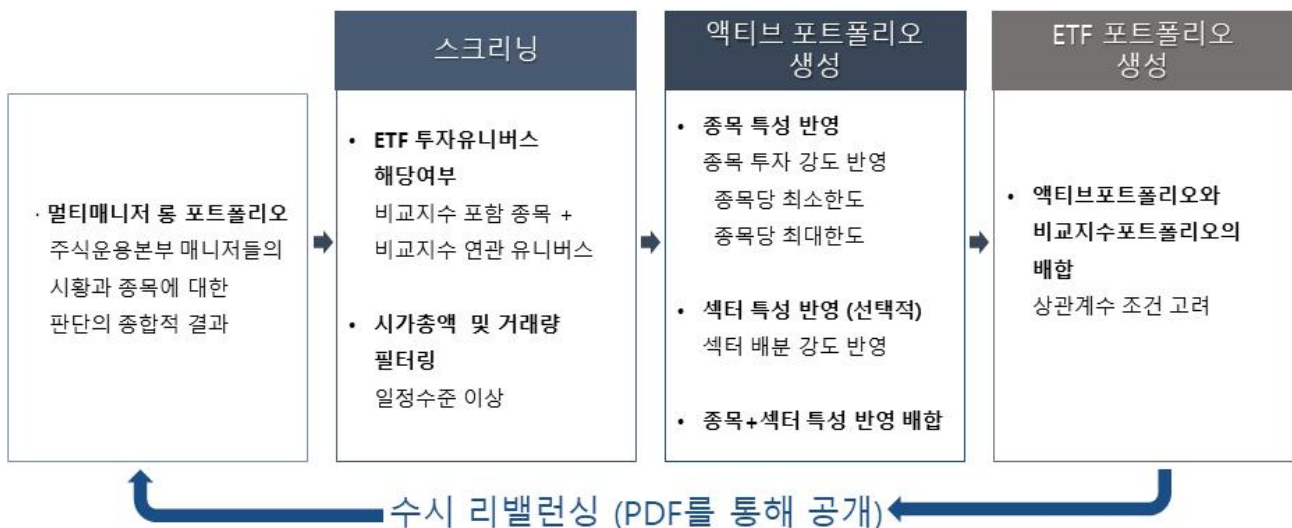 · 멀티매니저 롱 포트폴리오
주식운용본부 매니저들의
시황과 종목에 대한
판단의 종합적 결과
스크리닝
• ETF 투자유니버스
해당여부
비교지수 포함 종목 +
비교지수 연관 유니버스
• 시가총액 및 거래량
필터링
일정수준 이상
액티브 포트폴리오
생성
• 종목 특성 반영
종목 투자 강도 반영
종목당 최소한도
종목당 최대한도
• 섹터 특성 반영 (선택적)
섹터 배분 강도 반영
• 종목+섹터 특성 반영 배합
ETF 포트폴리오
생성
• 액티브포트폴리오와
비교지수포트폴리오의
배합
상관계수 조건 고려
수시 리밸런싱 (PDF를 통해 공개)